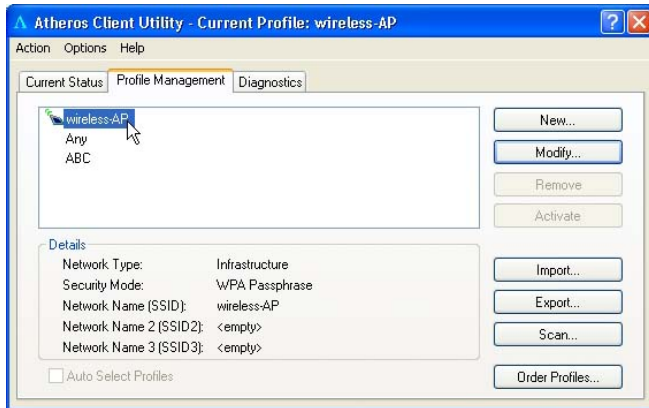 Atheros Client Utility - Current Profile: wireless-AP
Action Options Help
Current Status Profile Management Diagnostics
wireless-AP
Any
ABC
New...
Modify...
Remove
Activate
Details
Network Type: Infrastructure
Security Mode: WPA Passphrase
Network Name (SSID): wireless-AP
Network Name 2 (SSID2): <empty>
Network Name 3 (SSID3): <empty>
Import...
Export...
Scan...
Auto Select Profiles
Order Profiles...